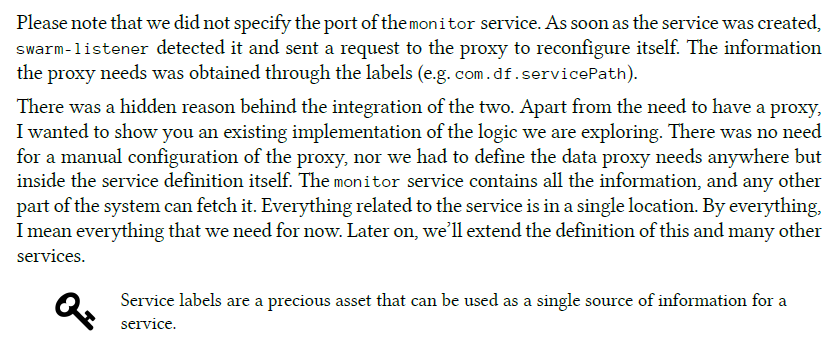 Please note that we did not specify the port of the monitor service. As soon as the service was created,
swarm-listener detected it and sent a request to the proxy to reconfigure itself. The information
the proxy needs was obtained through the labels (e.g. com.df.servicePath).
There was a hidden reason behind the integration of the two. Apart from the need to have a proxy,
I wanted to show you an existing implementation of the logic we are exploring. There was no need
for a manual configuration of the proxy, nor we had to define the data proxy needs anywhere but
inside the service definition itself. The monitor service contains all the information, and any other
part of the system can fetch it. Everything related to the service is in a single location. By everything,
I mean everything that we need for now. Later on, we’ll extend the definition of this and many other
services.
Service labels are a precious asset that can be used as a single source of information for a
service.